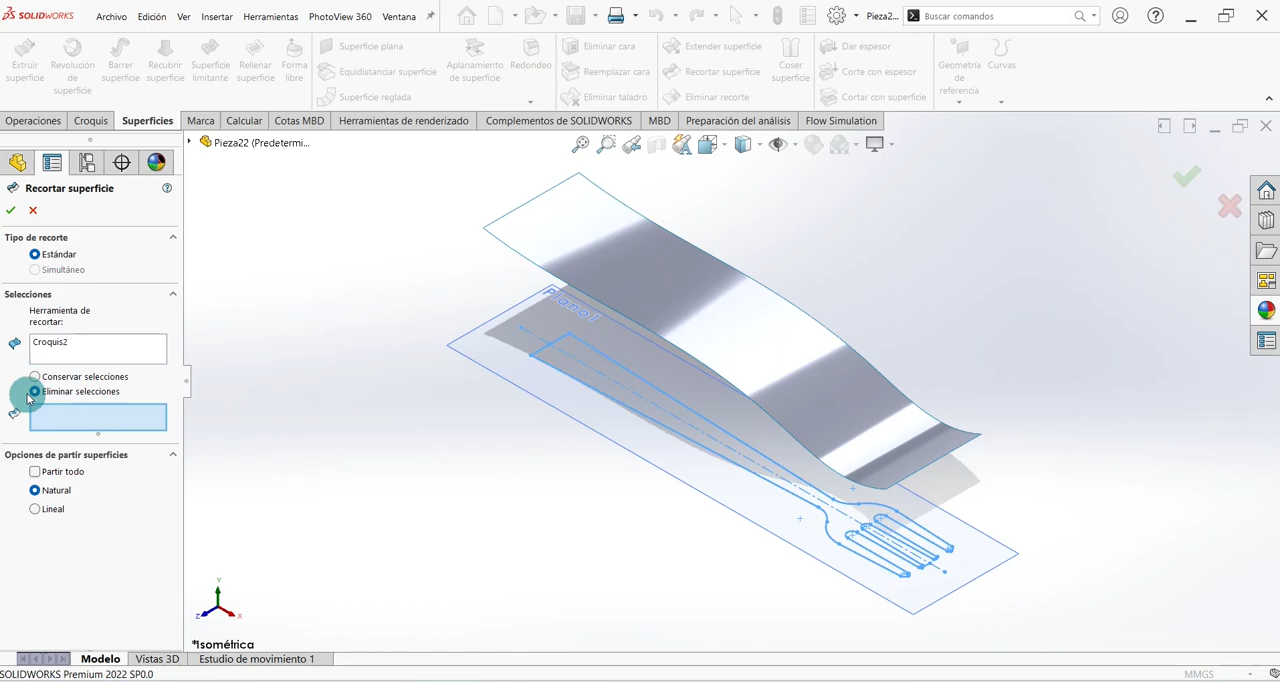 SOLIDWORKS
Archivo Edición Ver Insertar Herramientas PhotoView 360 Ventana
Pieza2...
Buscar comandos
Extruir superficie
Revolución de superficie
Barrer superficie
Recubrir superficie
Superficie limitante
Rellenar superficie
Forma libre
Superficie plana
Equidistanciar superficie
Superficie reglada
Aplanamiento de superficie
Redondeo
Eliminar cara
Reemplazar cara
Eliminar taladro
Extender superficie
Recortar superficie
Eliminar recorte
Coser superficie
Dar espesor
Corte con espesor
Cortar con superficie
Geometría de referencia
Curvas
Operaciones Croquis Superficies Marca Calcular Cotas MBD Herramientas de renderizado Complementos de SOLIDWORKS MBD Preparación del análisis Flow Simulation
Pieza22 (Predetermi...
Recortar superficie
Tipo de recorte
Estándar
Simultáneo
Selecciones
Herramienta de
recortar:
Croquis2
Conservar selecciones
Eliminar selecciones
Opciones de partir superficies
Partir todo
Natural
Lineal
Plano1
Y
Z
X
*Isométrica
Modelo Vistas 3D Estudio de movimiento 1
SOLIDWORKS Premium 2022 SP0.0
MMGS